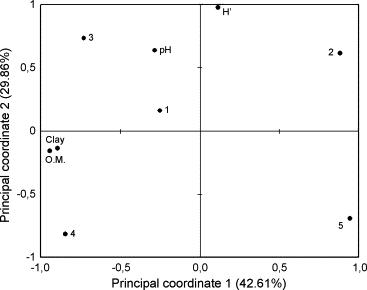 1
H'
3
pH
2
0,5
1
Principal coordinate 2 (29.86%)
0
Clay
O.M.
-0,5
5
4
-1
-1,0
-0,5
0,0
0,5
1,0
Principal coordinate 1 (42.61%)